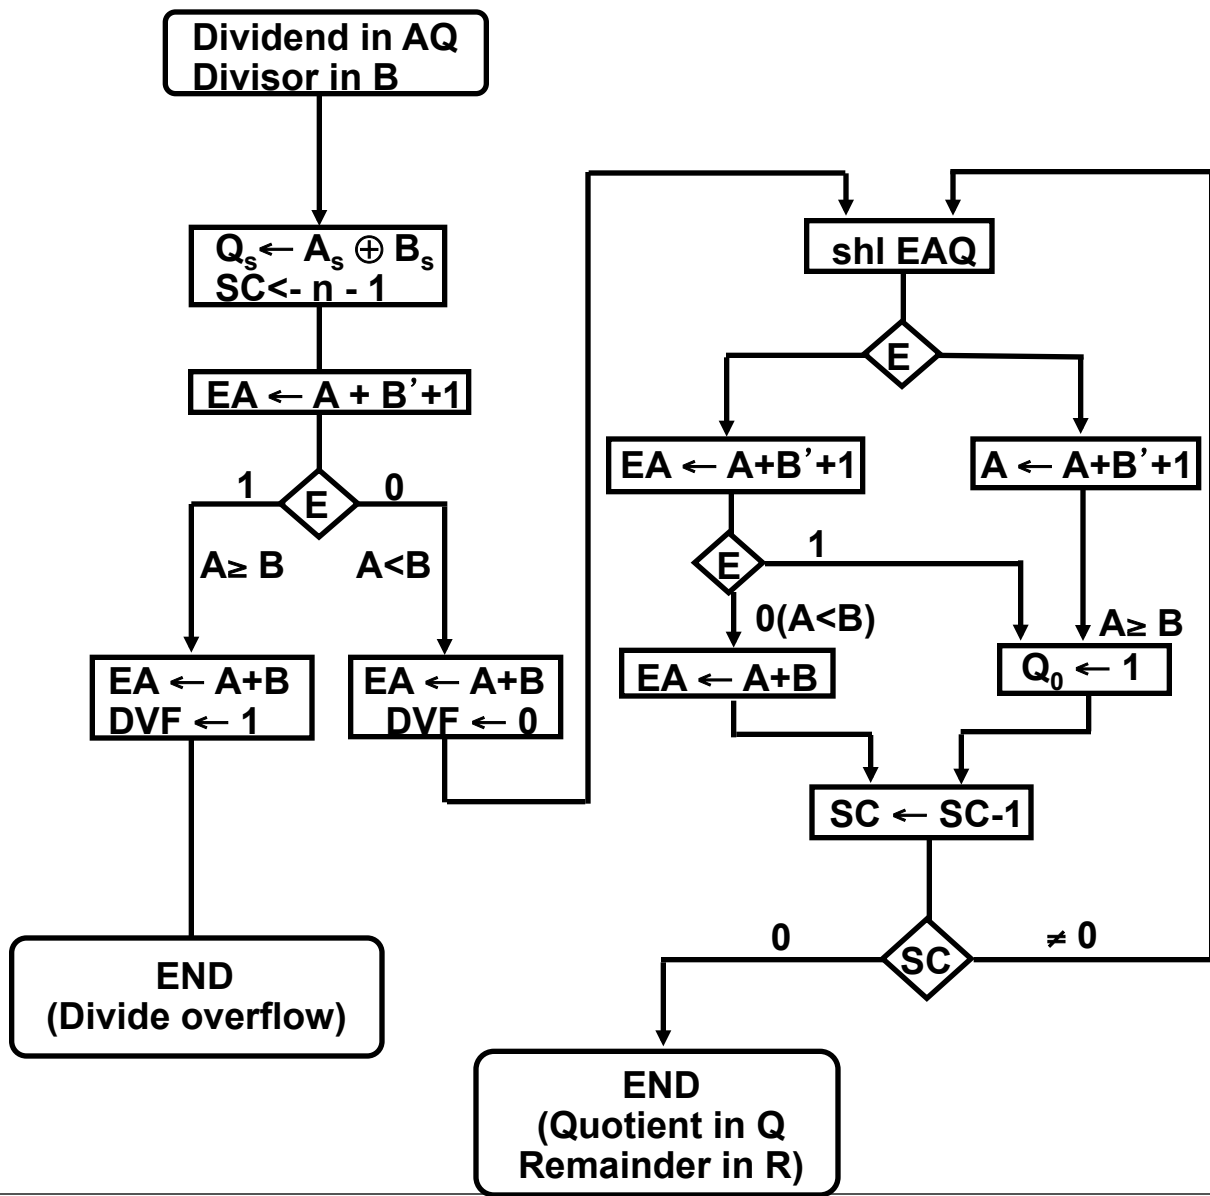 Dividend in AQ
Divisor in B
Qs ← As ⊕ Bs
SC<- n - 1
EA ← A + B’+1
E
1
0
A≥ B
A<B
EA ← A+B
DVF ← 1
EA ← A+B
DVF ← 0
END
(Divide overflow)
shl EAQ
E
EA ← A+B’+1
A ← A+B’+1
E
1
0(A<B)
A≥ B
EA ← A+B
Q0 ← 1
SC ← SC-1
SC
0
≠ 0
END
(Quotient in Q
Remainder in R)